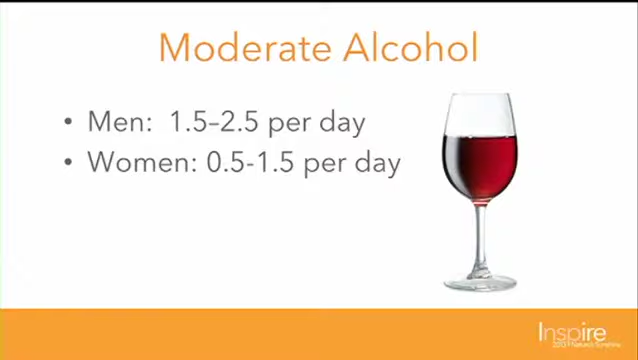 Moderate Alcohol
• Men: 1.5–2.5 per day
• Women: 0.5-1.5 per day
Inspire